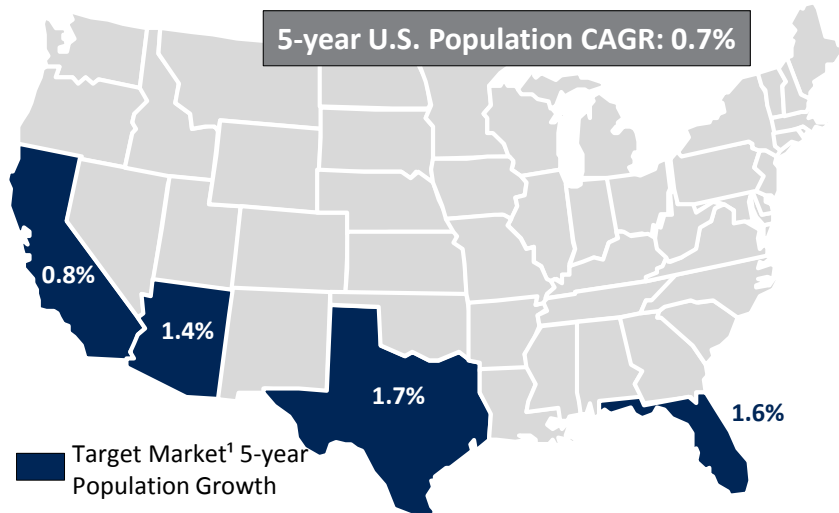 5-year U.S. Population CAGR: 0.7%
0.8%
1.4%
1.7%
1.6%
Target Market¹ 5-year
Population Growth